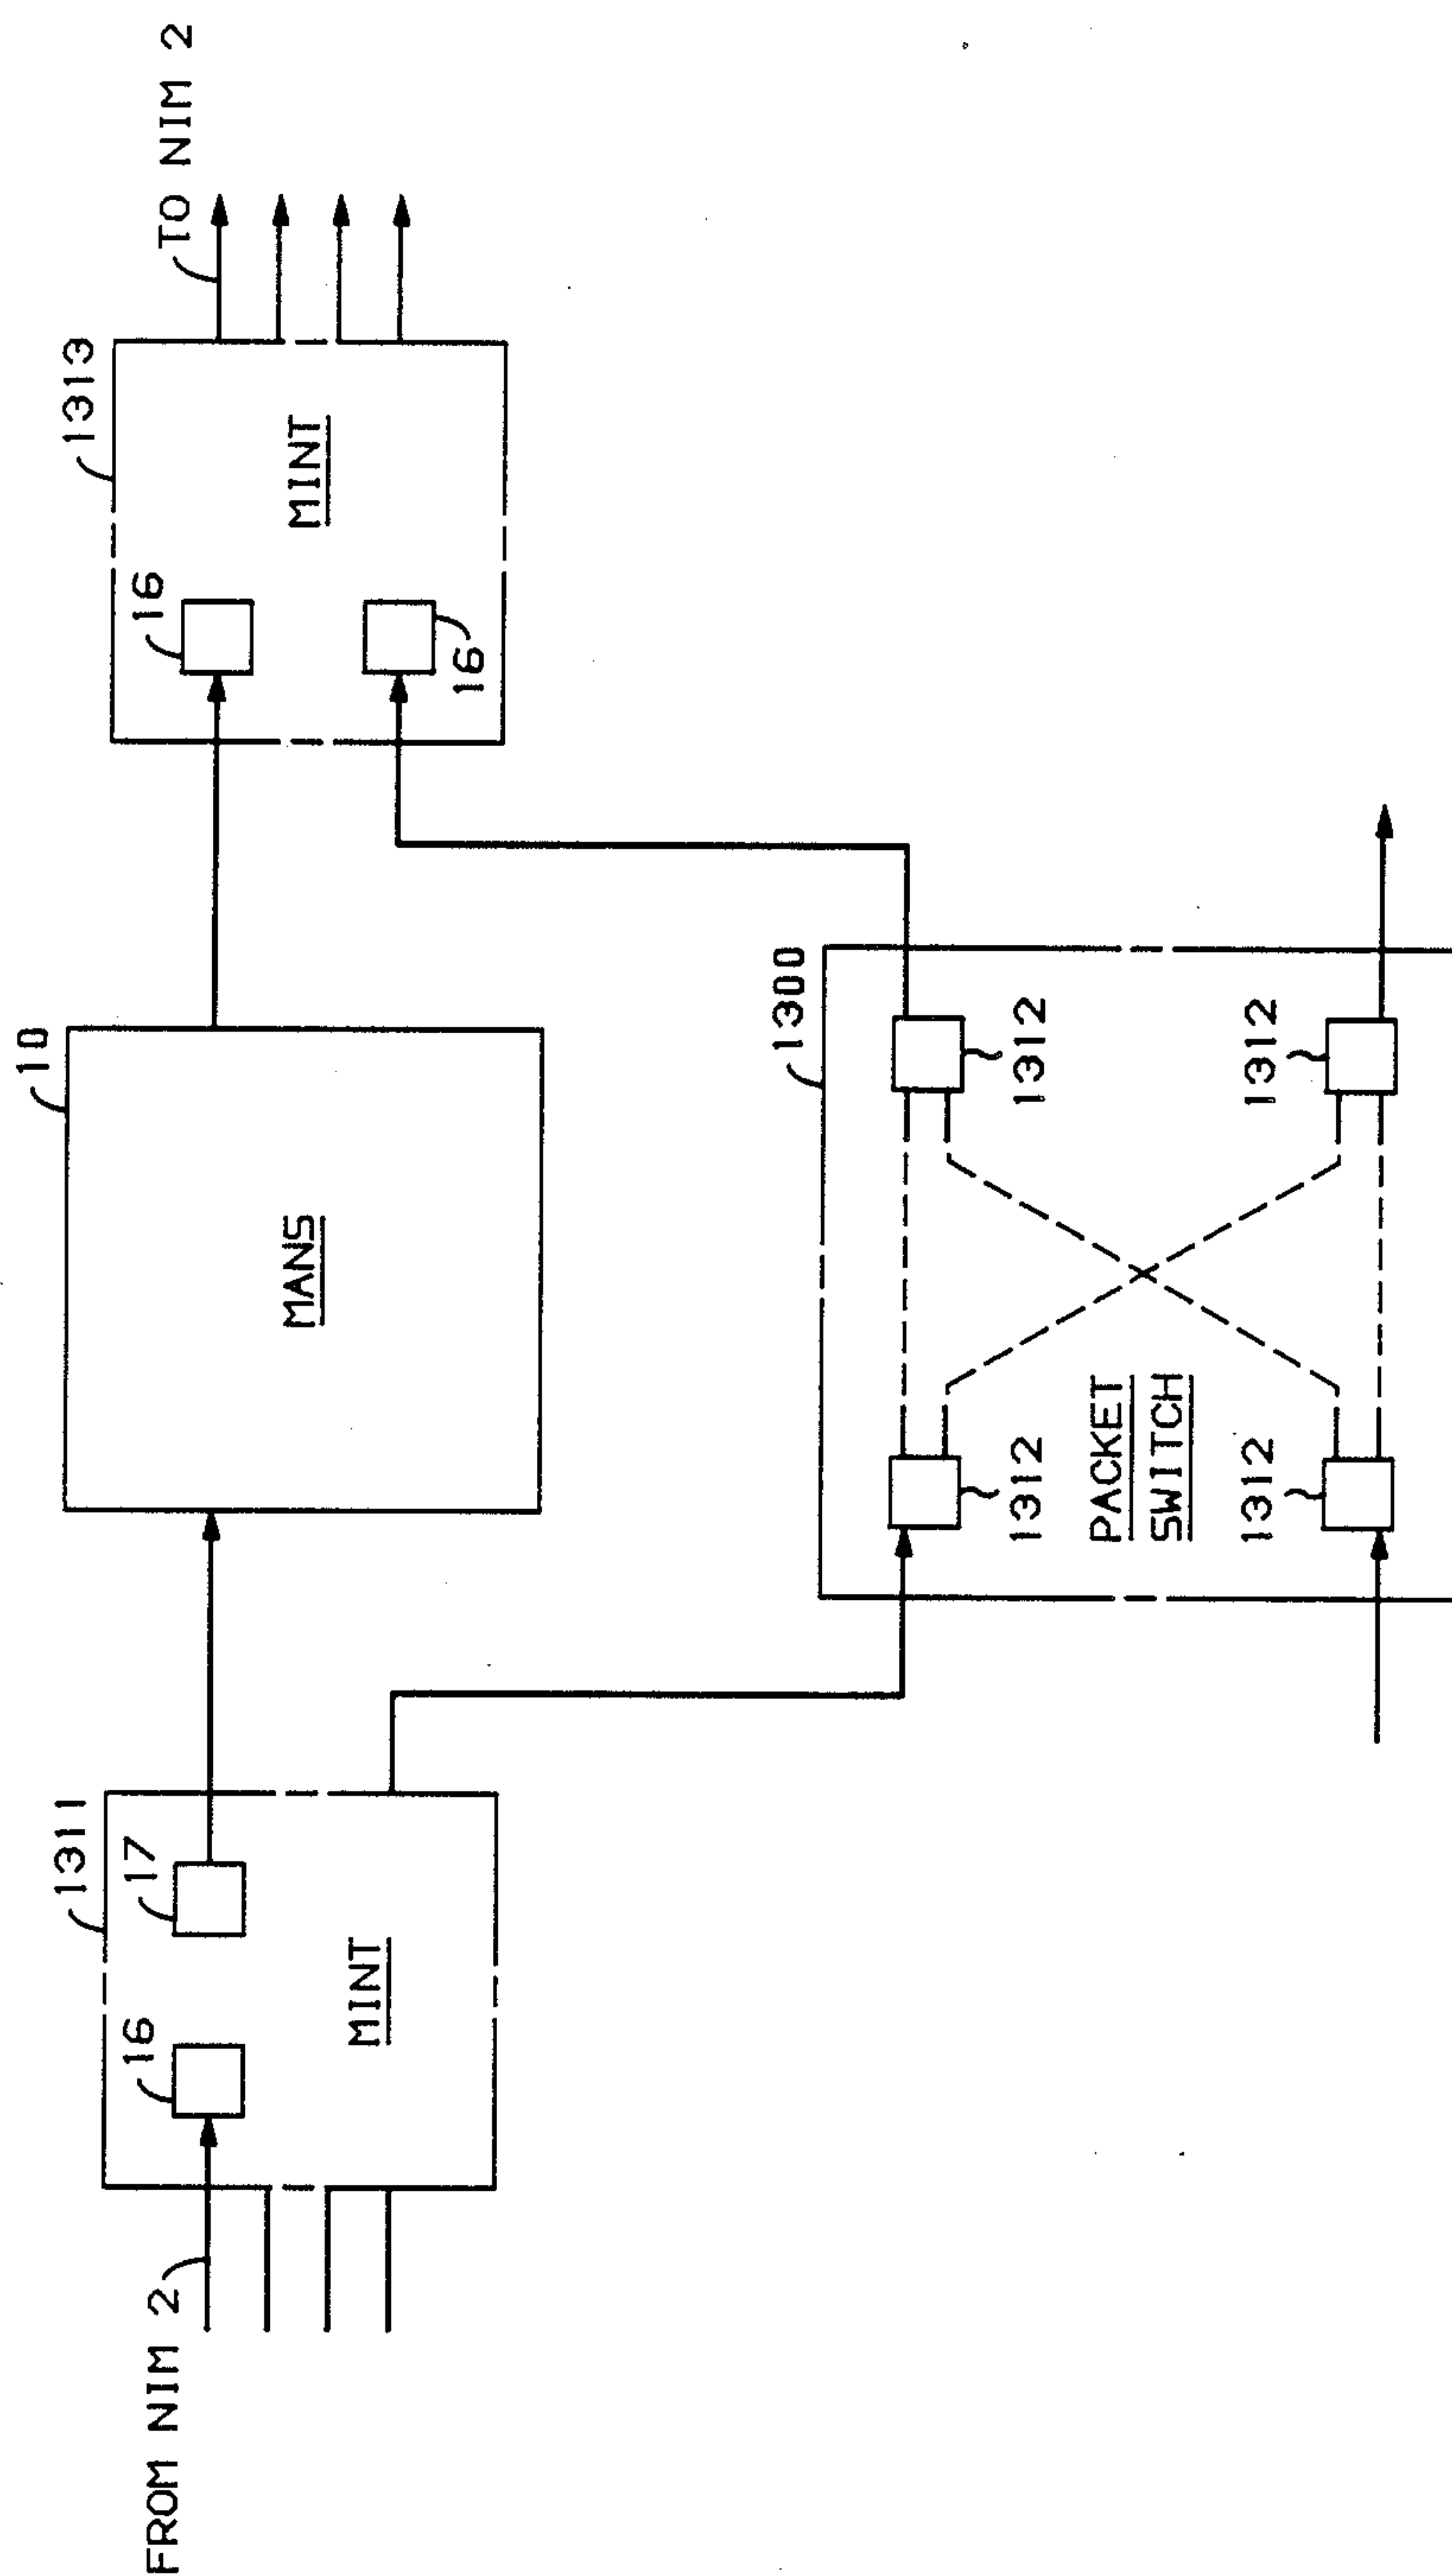 FROM NIM 2
1311
16
17
MINT
10
MANS
1313
16
16
MINT
TO NIM 2
1300
1312
1312
PACKET
SWITCH
1312
1312